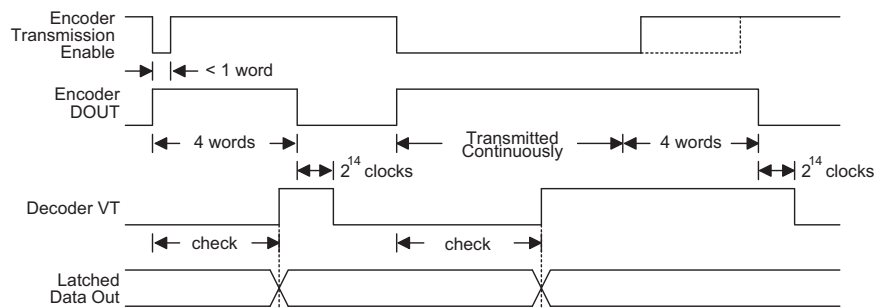 Encoder
Transmission
Enable
< 1 word
Encoder
DOUT
4 words
Transmitted
Continuously
4 words
2^14 clocks
2^14 clocks
Decoder VT
check
check
Latched
Data Out